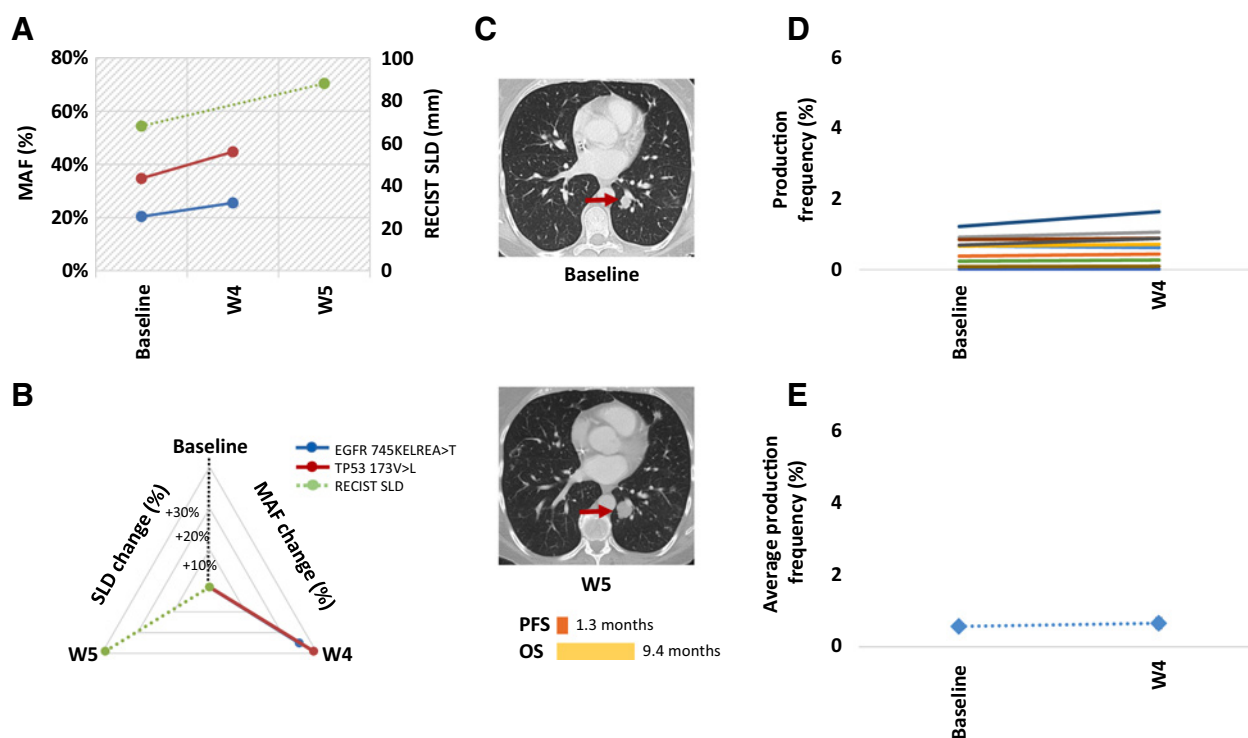 A
80%
60%
40%
20%
0%
MAF (%)
100
80
60
40
20
0
RECIST SLD (mm)
Baseline
W4
W5
B
Baseline
SLD change (%)
MAF change (%)
+30%
+20%
+10%
W5
W4
EGFR 745KELREA>T
TP53 173V>L
RECIST SLD
C
Baseline
W5
PFS 1.3 months
OS 9.4 months
D
6
4
2
0
Production
frequency (%)
Baseline
W4
E
6
4
2
0
Average production
frequency (%)
Baseline
W4